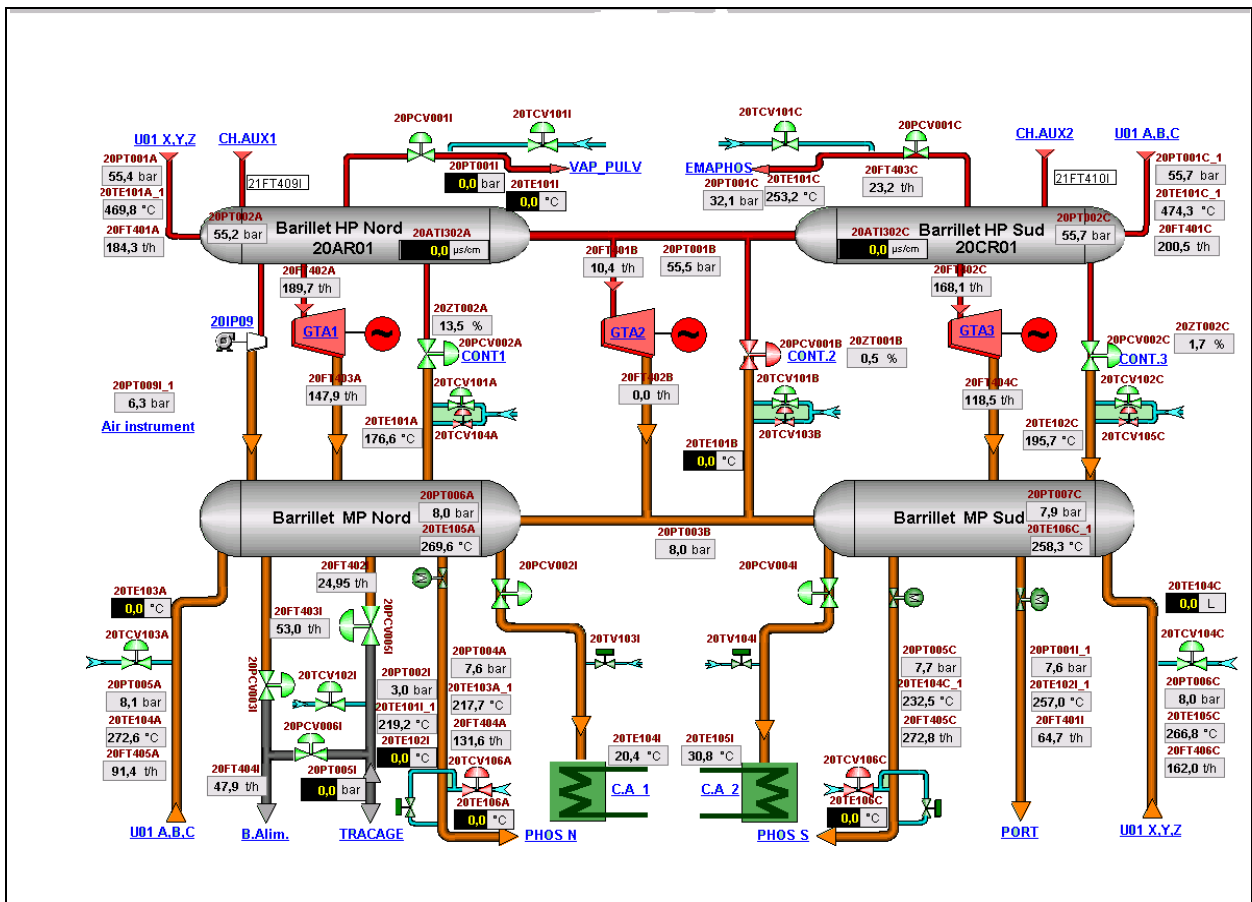 20PCV001I
20TCV101I
20TCV101C
20PCV001C
U01 X,Y,Z
CH.AUX1
CH.AUX2
U01 A,B,C
20PT001A
55,4 bar
20TE101A_1
469,8 °C
20FT401A
184,3 t/h
21FT409I
20PT001I
0,0 bar
VAP_PULV
20TE101I
0,0 °C
EMAPHOS
20PT001C
32,1 bar
20TE101C
253,2 °C
20FT403C
23,2 t/h
21FT410I
20PT001C_1
55,7 bar
20TE101C_1
474,3 °C
20FT401C
200,5 t/h
20PT002A
55,2 bar
Barillet HP Nord
20AR01
20ATI302A
0,0 µs/cm
20ATI302C
0,0 µs/cm
Barrillet HP Sud
20CR01
20PT002C
55,7 bar
20FT401B
10,4 t/h
20PT001B
55,5 bar
20FT402A
189,7 t/h
20FT402C
168,1 t/h
20IP09
GTA1
20ZT002A
13,5 %
20PCV002A
CONT1
GTA2
20PCV001B
CONT.2
20ZT001B
0,5 %
GTA3
20PCV002C
CONT.3
20ZT002C
1,7 %
20PT009I_1
6,3 bar
Air instrument
20FT403A
147,9 t/h
20TCV101A
20TE101A
176,6 °C
20TCV104A
20FT402B
0,0 t/h
20TCV101B
20TCV103B
20TE101B
0,0 °C
20FT404C
118,5 t/h
20TCV102C
20TE102C
195,7 °C
20TCV105C
Barrillet MP Nord
20PT006A
8,0 bar
20TE105A
269,6 °C
20PT003B
8,0 bar
Barrillet MP Sud
20PT007C
7,9 bar
20TE106C_1
258,3 °C
20TE103A
0,0 °C
20FT402I
24,95 t/h
M
20PCV002I
20PCV004I
M
M
20TE104C
0,0 L
20FT403I
53,0 t/h
20PCV005I
20TCV103A
20TV103I
20TV104I
20TCV104C
20PCV003I
20TCV102I
20PT002I
3,0 bar
20TE101I_1
219,2 °C
20TE102I
0,0 °C
20PT004A
7,6 bar
20TE103A_1
217,7 °C
20FT404A
131,6 t/h
20PT005C
7,7 bar
20TE104C_1
232,5 °C
20FT405C
272,8 t/h
20PT001I_1
7,6 bar
20TE102I_1
257,0 °C
20FT401I
64,7 t/h
20PT005A
8,1 bar
20TE104A
272,6 °C
20FT405A
91,4 t/h
20PT006C
8,0 bar
20TE105C
266,8 °C
20FT406C
162,0 t/h
20PCV006I
20FT404I
47,9 t/h
20PT005I
0,0 bar
20TCV106A
20TE106A
0,0 °C
20TE104I
20,4 °C
C.A_1
20TE105I
30,8 °C
C.A_2
20TCV106C
20TE106C
0,0 °C
U01 A,B,C
B.Alim.
TRACAGE
PHOS N
PHOS S
PORT
U01 X,Y,Z